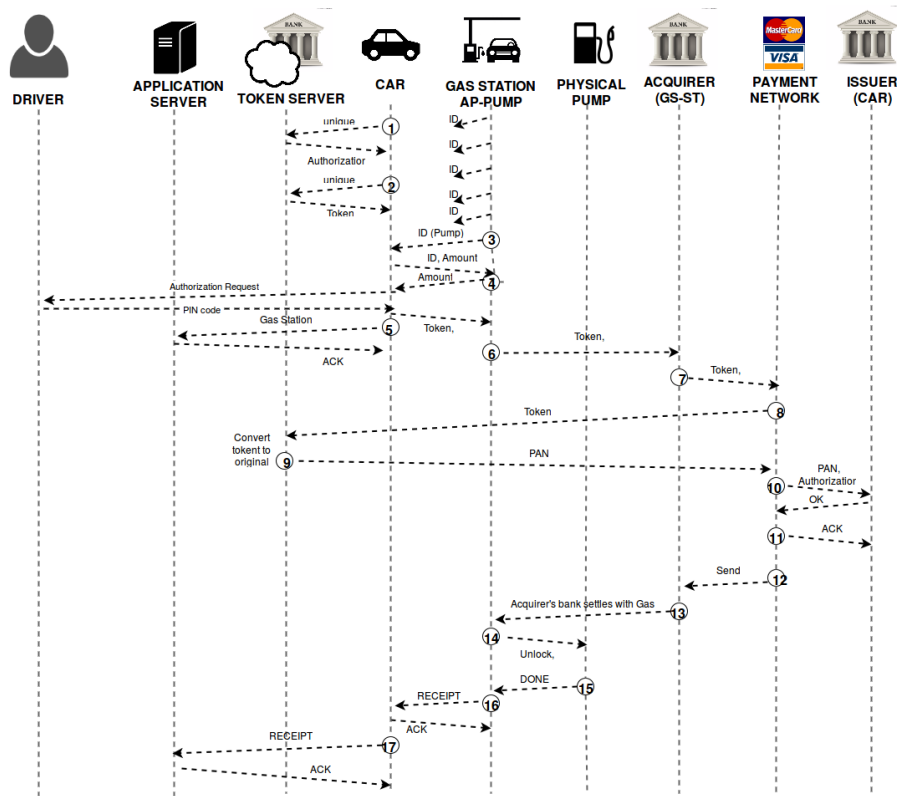 BANK
BANK
MasterCard
VISA
BANK
DRIVER
APPLICATION
SERVER
TOKEN SERVER
CAR
GAS STATION
AP-PUMP
PHYSICAL
PUMP
ACQUIRER
(GS-ST)
PAYMENT
NETWORK
ISSUER
(CAR)
unique
1
ID
Authorizatior
ID
ID
unique
2
ID
Token
ID
ID (Pump)
3
ID, Amount
Amount
4
Authorization Request
PIN code
Gas Station
5
Token,
ACK
6
Token,
7
Token,
Token
8
Convert
tokent to
original
9
PAN
10
PAN,
Authorizatior
OK
11
ACK
Send
12
Acquirer's bank settles with Gas
13
14
Unlock,
DONE
15
RECEIPT
16
ACK
RECEIPT
17
ACK